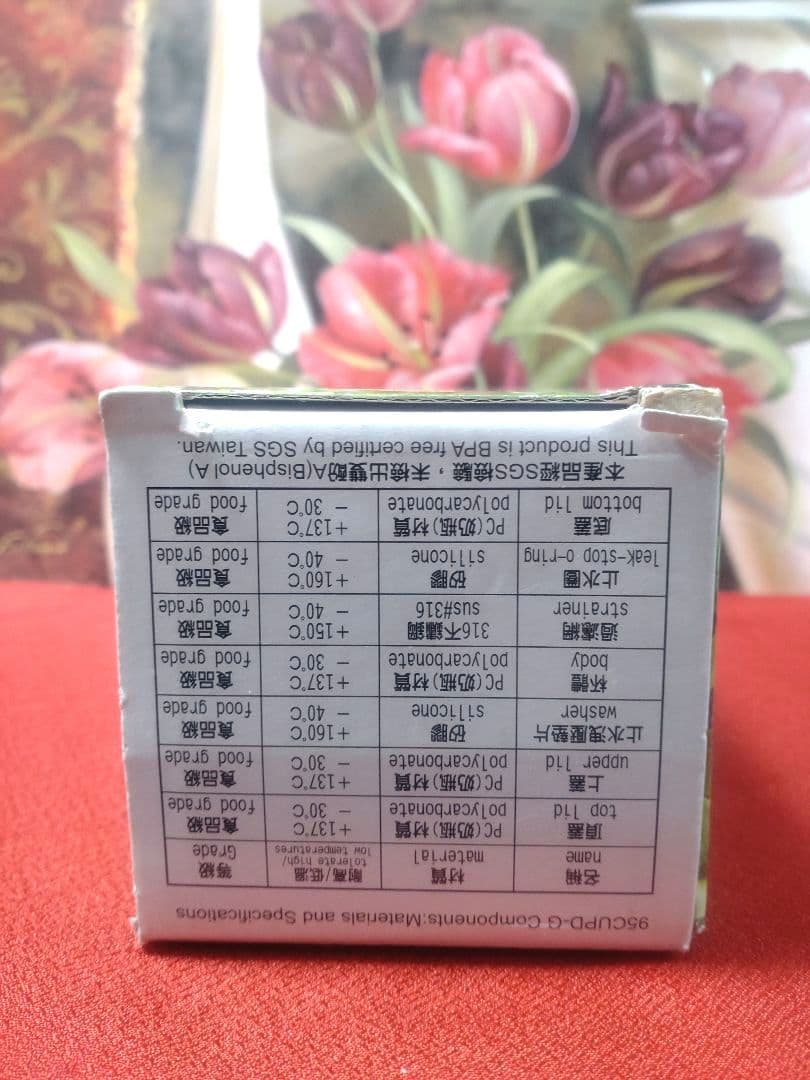 95CUPD-G Components:Materials and Specifications
名稱 材質 耐高/低溫 等級
name material tolerate high/ Grade
low temperatures
頂蓋 PC(奶瓶)材質 +137°C 食品級
top lid polycarbonate - 30°C food grade
上蓋 PC(奶瓶)材質 +137°C 食品級
upper lid polycarbonate - 30°C food grade
止水洩壓墊片 矽膠 +160°C 食品級
washer silicone - 40°C food grade
杯體 PC(奶瓶)材質 +137°C 食品級
body polycarbonate - 30°C food grade
過濾網 316不鏽鋼 +150°C 食品級
strainer sus#316 - 40°C food grade
止水圈 矽膠 +160°C 食品級
leak-stop o-ring silicone - 40°C food grade
底蓋 PC(奶瓶)材質 +137°C 食品級
bottom lid polycarbonate - 30°C food grade
本產品經SGS檢驗，未檢出雙酚A(Bisphenol A)
This product is BPA free certified by SGS Taiwan.